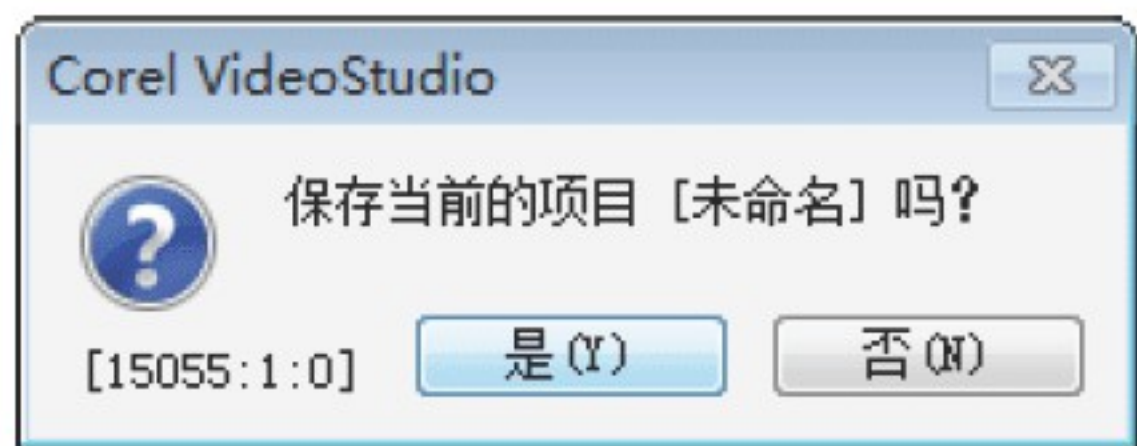 Corel VideoStudio
保存当前的项目 [未命名] 吗?
[15055:1:0] 是(Y) 否(N)